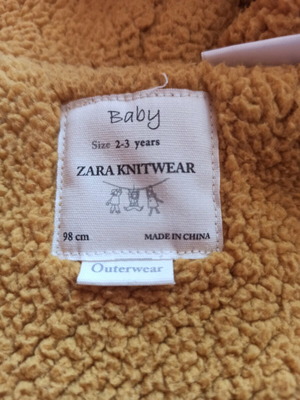 Baby
Size 2-3 years
ZARA KNITWEAR
98 cm MADE IN CHINA
Outerwear